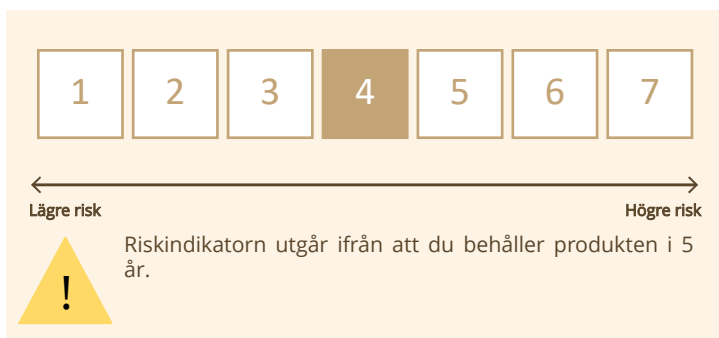 1 2 3 4 5 6 7
Lägre risk Högre risk
Riskindikatorn utgår ifrån att du behåller produkten i 5
år.
!